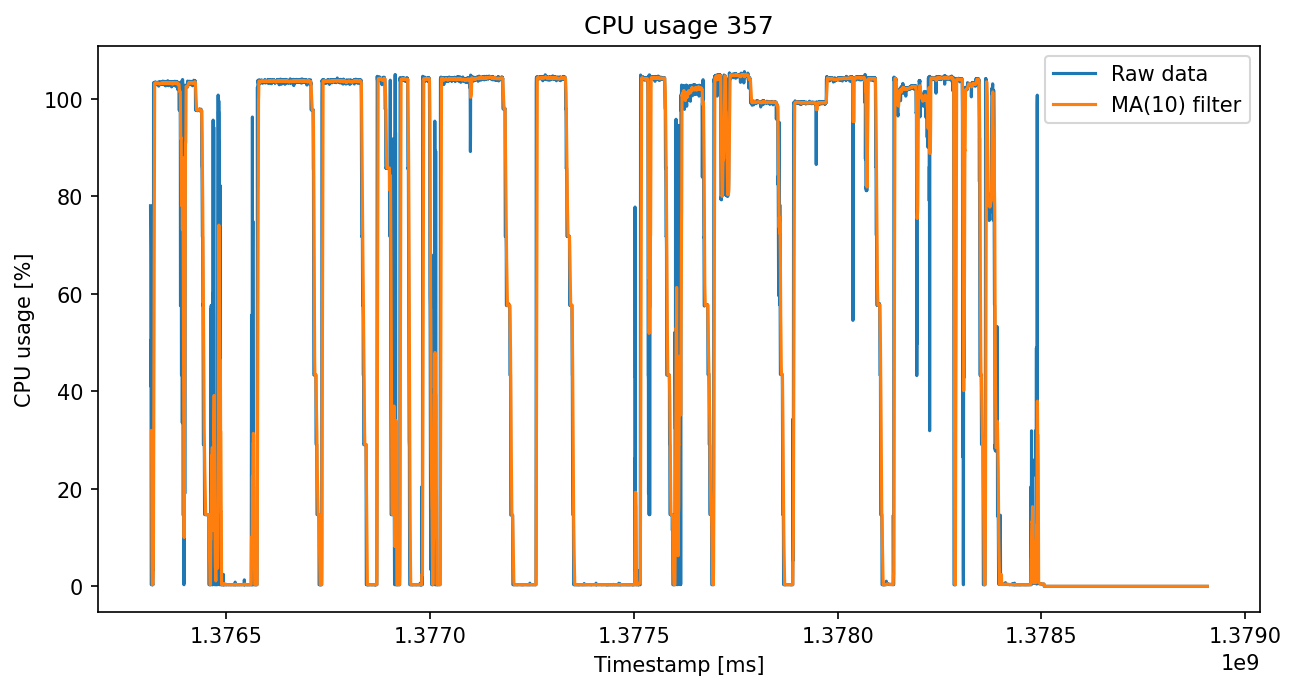 CPU usage 357
Raw data
MA(10) filter
CPU usage [%]
100
80
60
40
20
0
1.3765 1.3770 1.3775 1.3780 1.3785 1.3790
1e9
Timestamp [ms]